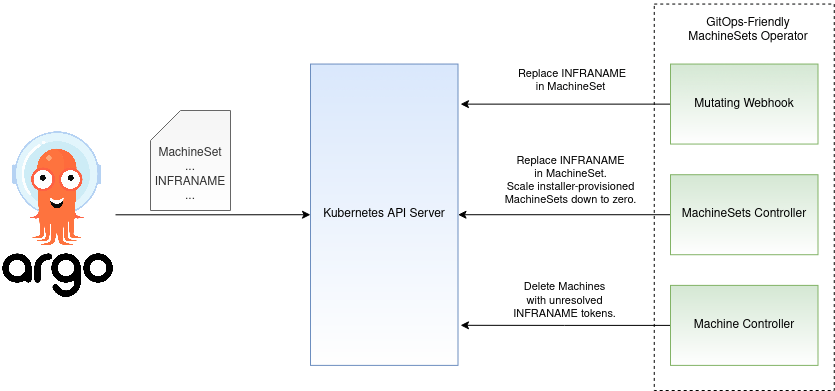 GitOps-Friendly
MachineSets Operator
Replace INFRANAME
in MachineSet
Mutating Webhook
MachineSet
...
INFRANAME
...
argo
Kubernetes API Server
Replace INFRANAME
in MachineSet.
Scale installer-provisioned
MachineSets down to zero.
MachineSets Controller
Delete Machines
with unresolved
INFRANAME tokens.
Machine Controller